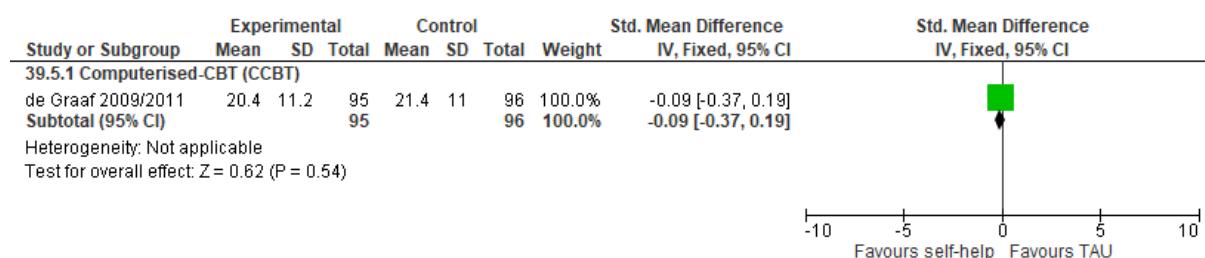 Experimental Control Std. Mean Difference Std. Mean Difference
Study or Subgroup Mean SD Total Mean SD Total Weight IV, Fixed, 95% CI IV, Fixed, 95% CI
39.5.1 Computerised-CBT (CCBT)
de Graaf 2009/2011 20.4 11.2 95 21.4 11 96 100.0% -0.09 [-0.37, 0.19]
Subtotal (95% CI) 95 96 100.0% -0.09 [-0.37, 0.19]
Heterogeneity: Not applicable
Test for overall effect: Z = 0.62 (P = 0.54)
-10 -5 0 5 10
Favours self-help Favours TAU